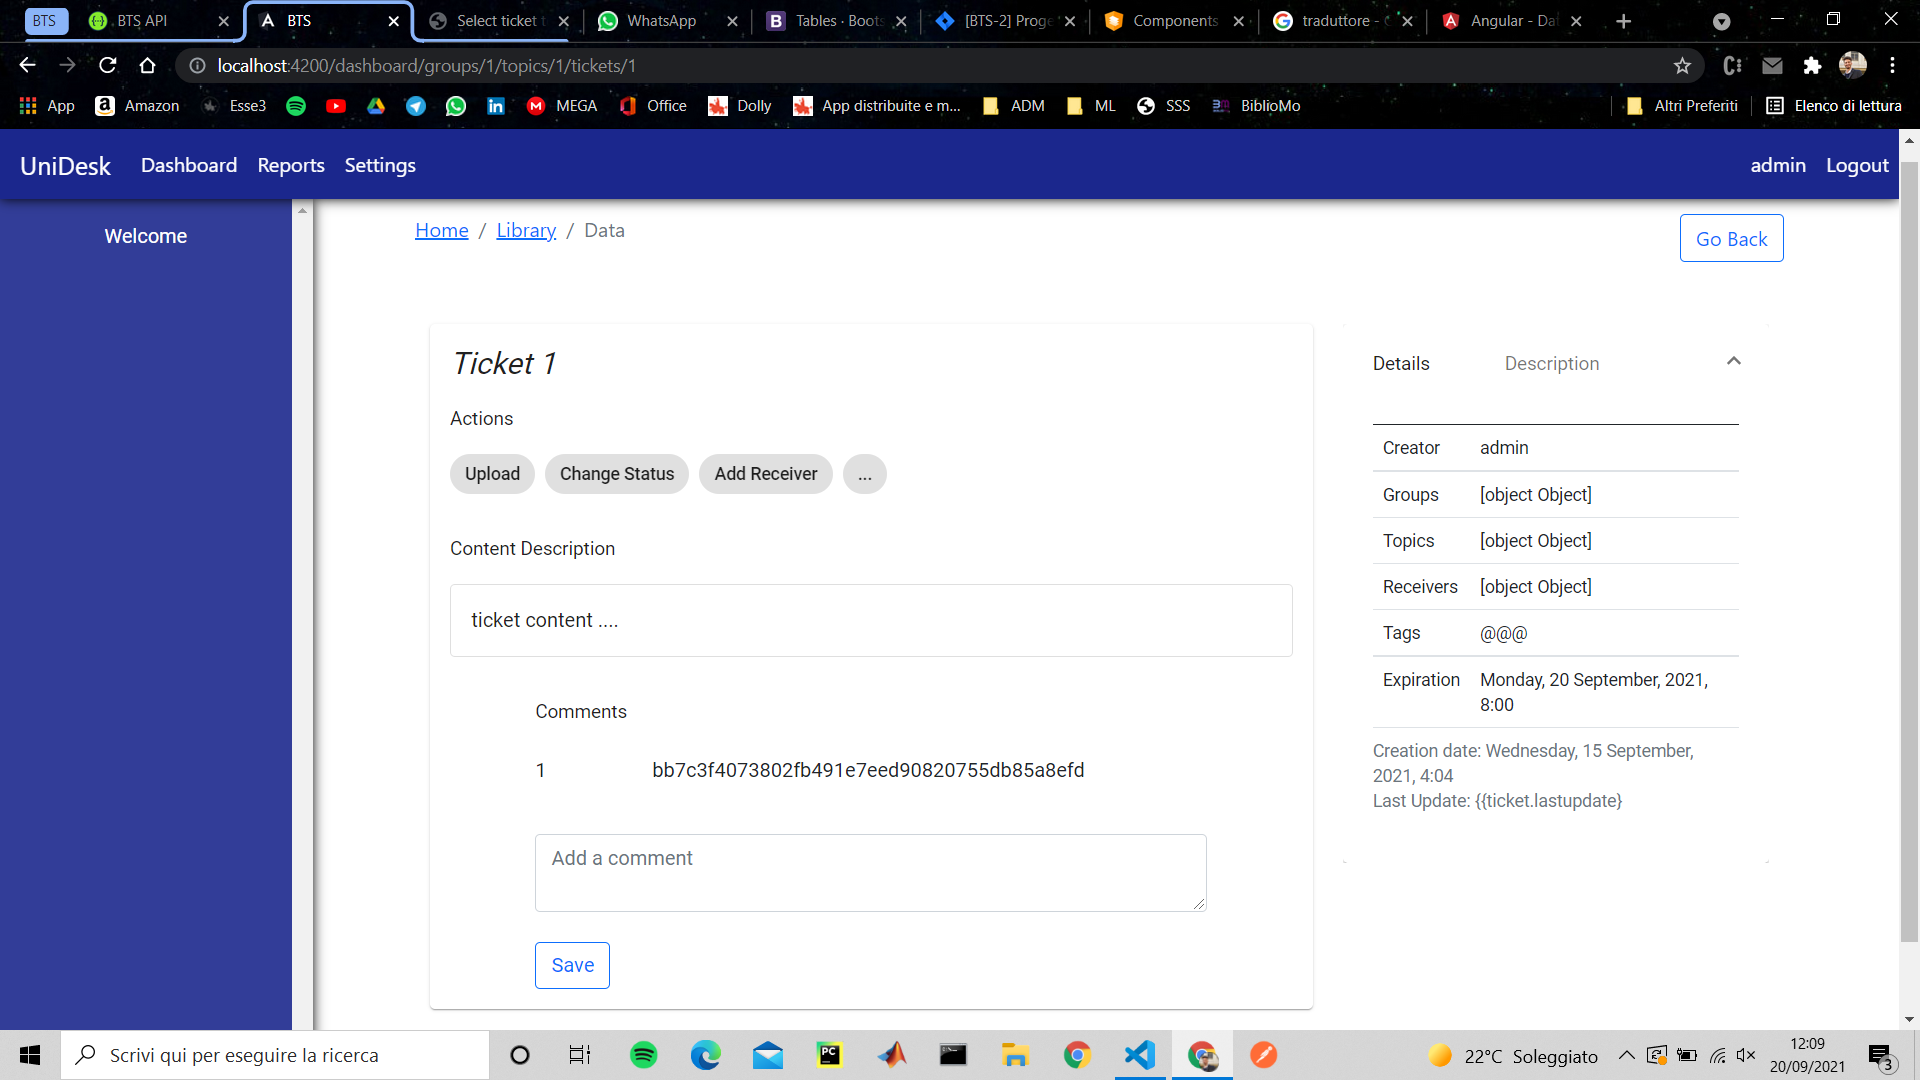 BTS BTS API BTS Select ticket t WhatsApp Tables · Boots [BTS-2] Proge Components traduttore - Angular - Da
localhost:4200/dashboard/groups/1/topics/1/tickets/1
App Amazon Esse3 MEGA Office Dolly App distribuite e m... ADM ML SSS BiblioMo Altri Preferiti Elenco di lettura
UniDesk Dashboard Reports Settings admin Logout
Welcome
Home / Library / Data
Go Back
Ticket 1
Actions
Upload Change Status Add Receiver ...
Content Description
ticket content ....
Comments
1 bb7c3f4073802fb491e7eed90820755db85a8efd
Add a comment
Save
Details Description
Creator admin
Groups [object Object]
Topics [object Object]
Receivers [object Object]
Tags @@@
Expiration Monday, 20 September, 2021,
8:00
Creation date: Wednesday, 15 September,
2021, 4:04
Last Update: {{ticket.lastupdate}
Scrivi qui per eseguire la ricerca
22°C Soleggiato
12:09
20/09/2021
3